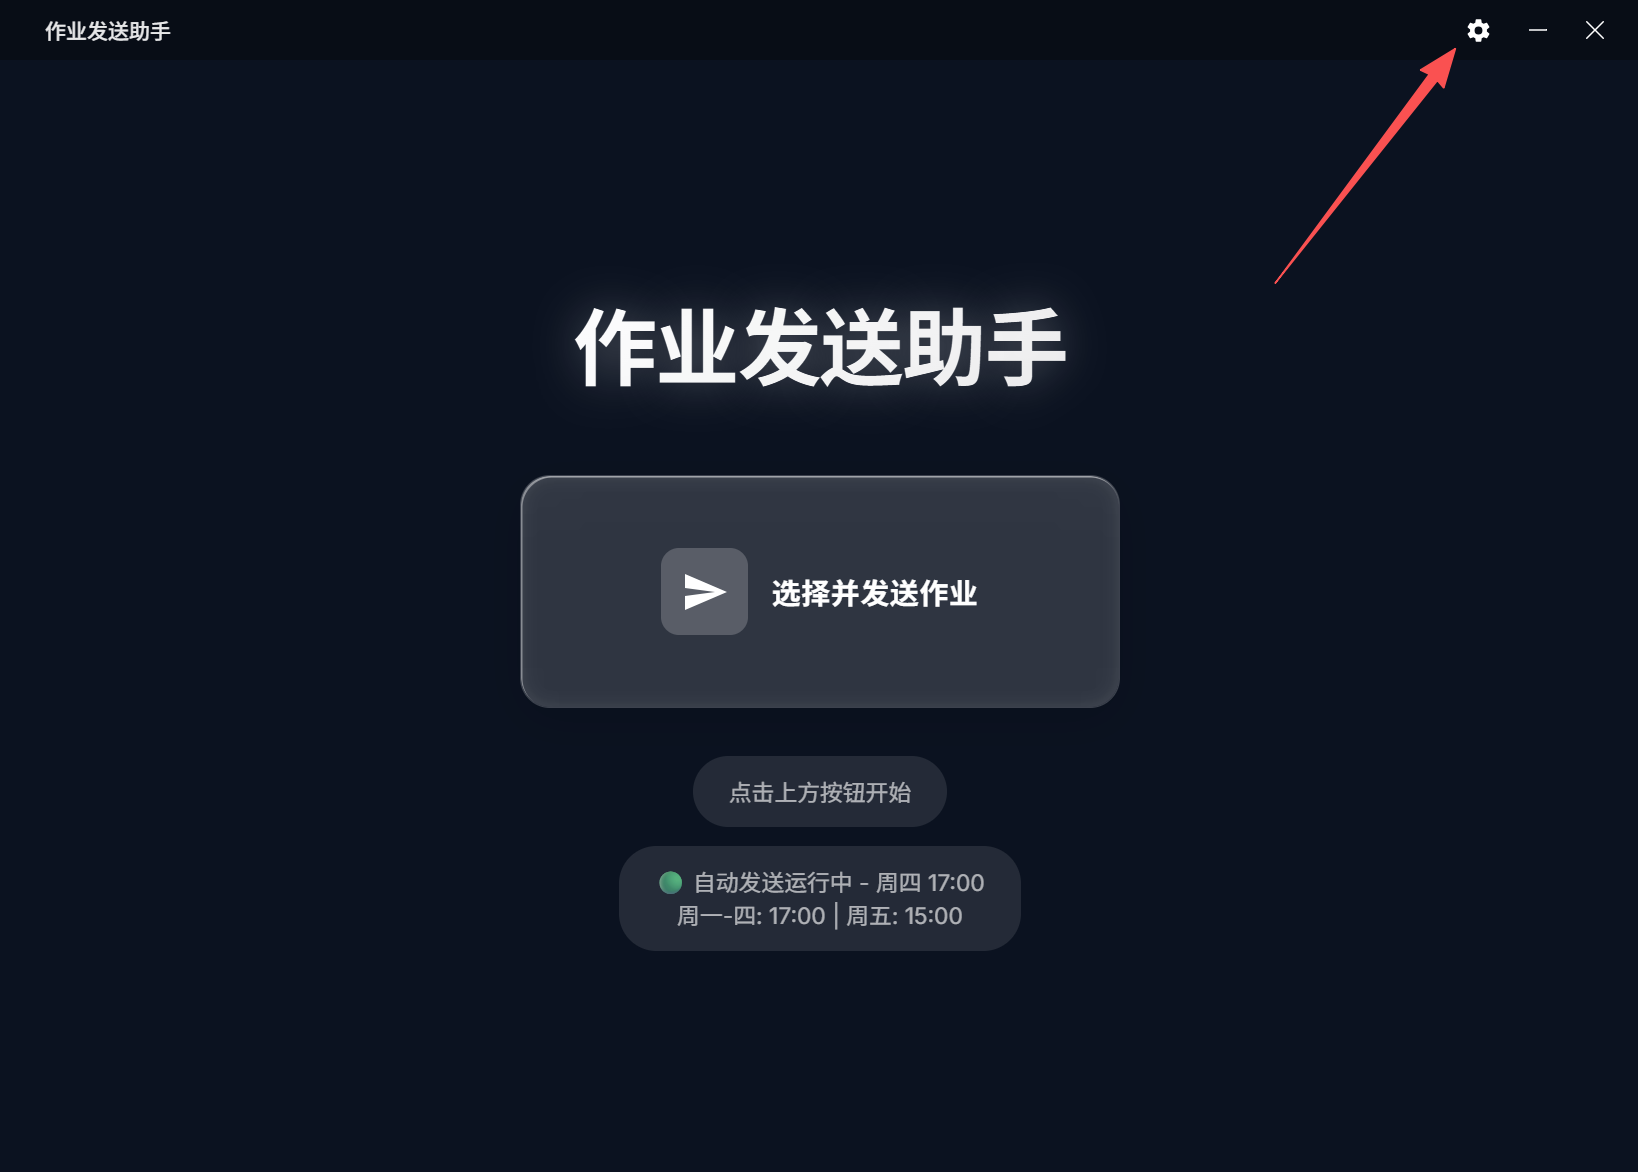 作业发送助手
作业发送助手
选择并发送作业
点击上方按钮开始
自动发送运行中 - 周四 17:00
周一-四: 17:00 | 周五: 15:00